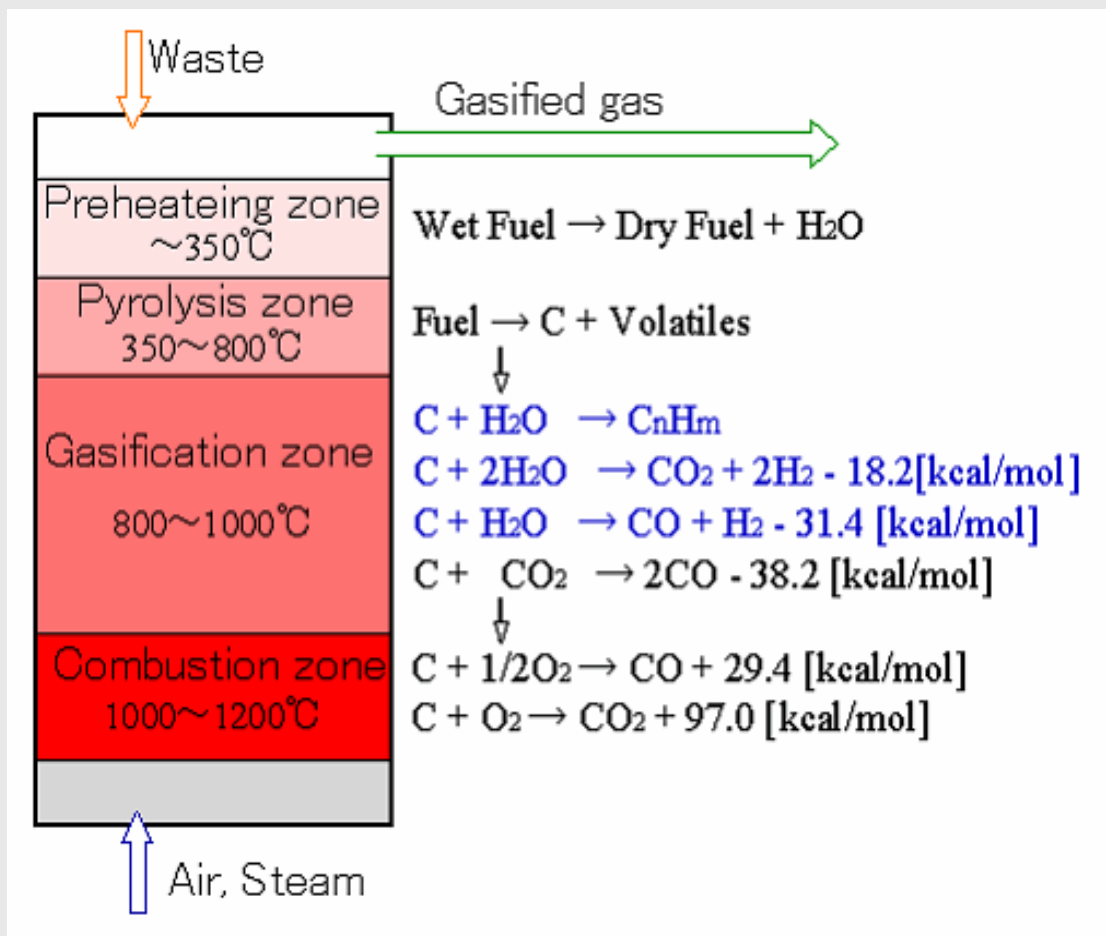 Waste
Gasified gas
Preheateing zone
～350℃
Wet Fuel → Dry Fuel + H₂O
Pyrolysis zone
350～800℃
Fuel → C + Volatiles
Gasification zone
800～1000℃
C + H₂O → CnHm
C + 2H₂O → CO₂ + 2H₂ - 18.2[kcal/mol]
C + H₂O → CO + H₂ - 31.4 [kcal/mol]
C + CO₂ → 2CO - 38.2 [kcal/mol]
Combustion zone
1000～1200℃
C + 1/2O₂ → CO + 29.4 [kcal/mol]
C + O₂ → CO₂ + 97.0 [kcal/mol]
Air, Steam